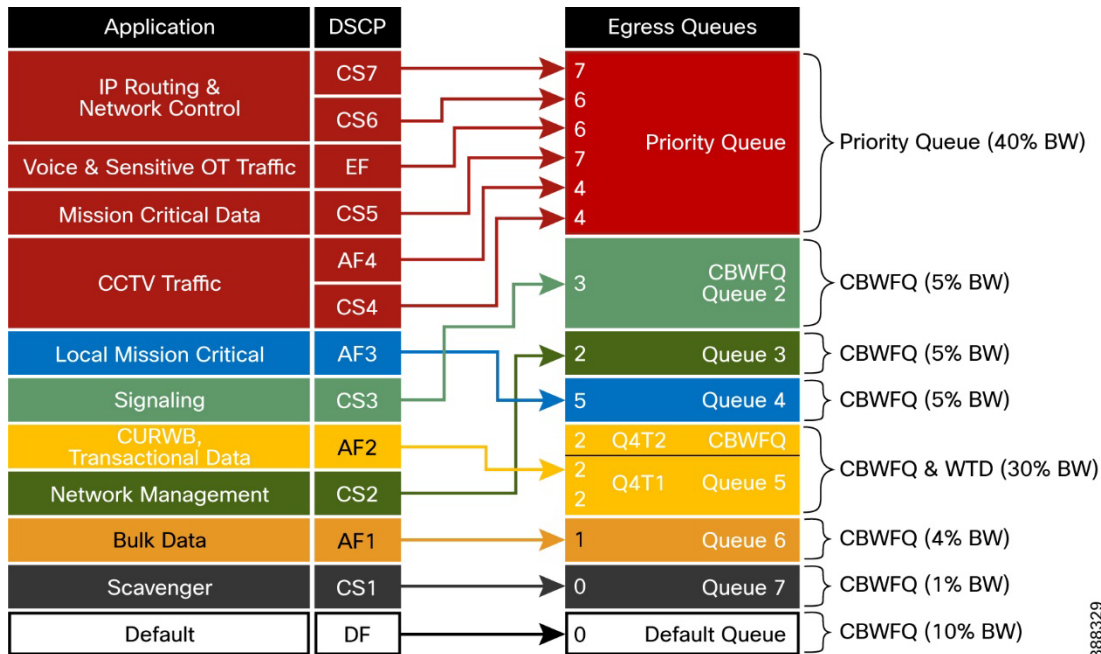 Application
DSCP
Egress Queues
IP Routing &
Network Control
CS7
CS6
Voice & Sensitive OT Traffic
EF
Mission Critical Data
CS5
CCTV Traffic
AF4
CS4
Local Mission Critical
AF3
Signaling
CS3
CURWB,
Transactional Data
AF2
Network Management
CS2
Bulk Data
AF1
Scavenger
CS1
Default
DF
7
6
6
7
4
4
Priority Queue
Priority Queue (40% BW)
3
CBWFQ
Queue 2
CBWFQ (5% BW)
2
Queue 3
CBWFQ (5% BW)
5
Queue 4
CBWFQ (5% BW)
2 Q4T2 CBWFQ
2
2
Q4T1
Queue 5
CBWFQ & WTD (30% BW)
1
Queue 6
CBWFQ (4% BW)
0
Queue 7
CBWFQ (1% BW)
0
Default Queue
CBWFQ (10% BW)
388329